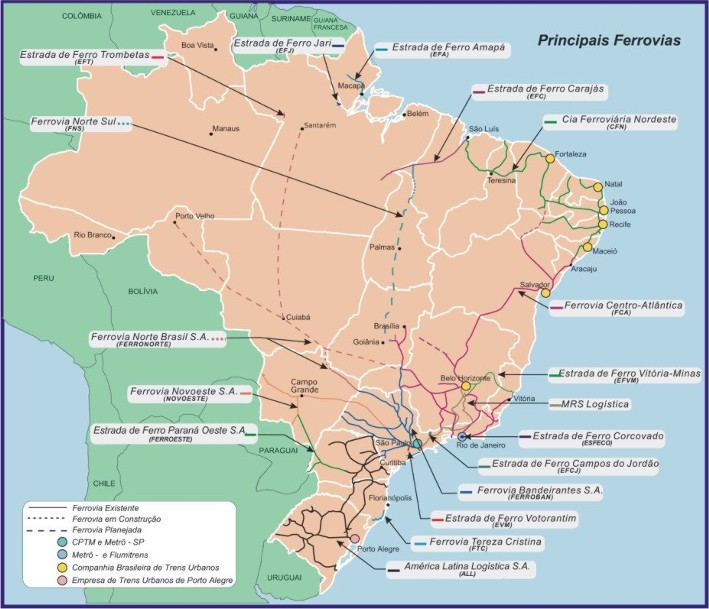 COLÔMBIA
VENEZUELA
GUIANA
SURINAME
GUIANA
FRANCESA
Principais Ferrovias
Boa Vista
Estrada de Ferro Jari
(EFJ)
Estrada de Ferro Amapá
(EFA)
Estrada de Ferro Trombetas
(EFT)
Macapá
Estrada de Ferro Carajás
(EFC)
Ferrovia Norte Sul
(FNS)
Belém
Santarém
Manaus
São Luís
Cia Ferroviária Nordeste
(CFN)
Fortaleza
Teresina
Natal
João
Pessoa
Recife
Porto Velho
Rio Branco
Palmas
Maceió
Aracaju
PERU
BOLÍVIA
Salvador
Ferrovia Centro-Atlântica
(FCA)
Cuiabá
Brasília
Goiânia
Ferrovia Norte Brasil S.A.
(FERRONORTE)
Estrada de Ferro Vitória-Minas
(EFVM)
Belo Horizonte
Campo
Grande
Ferrovia Novoeste S.A.
(NOVOESTE)
Vitória
MRS Logística
Estrada de Ferro Paraná Oeste S.A
(FERROESTE)
São Paulo
Rio de Janeiro
Estrada de Ferro Corcovado
(ESFECO)
PARAGUAI
Curitiba
Estrada de Ferro Campos do Jordão
(EFCJ)
CHILE
Ferrovia Bandeirantes S.A.
(FERROBAN)
Florianópolis
Estrada de Ferro Votorantim
(EVM)
Ferrovia Tereza Cristina
(FTC)
Porto Alegre
América Latina Logística S.A.
(ALL)
URUGUAI
Ferrovia Existente
Ferrovia em Construção
Ferrovia Planejada
CPTM e Metrô - SP
Metrô - e Flumitrens
Companhia Brasileira de Trens Urbanos
Empresa de Trens Urbanos de Porto Alegre